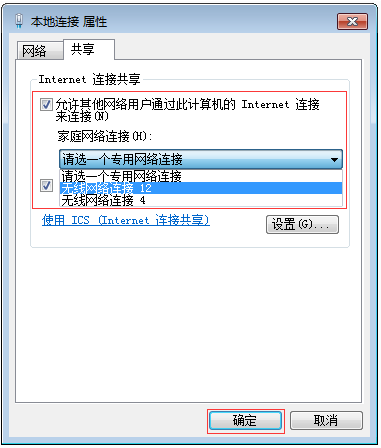 本地连接 属性
网络
共享
Internet 连接共享
允许其他网络用户通过此计算机的 Internet 连接
来连接(N)
家庭网络连接(H):
请选一个专用网络连接
请选一个专用网络连接
无线网络连接 12
无线网络连接 4
使用 ICS (Internet 连接共享)
设置(G)...
确定
取消